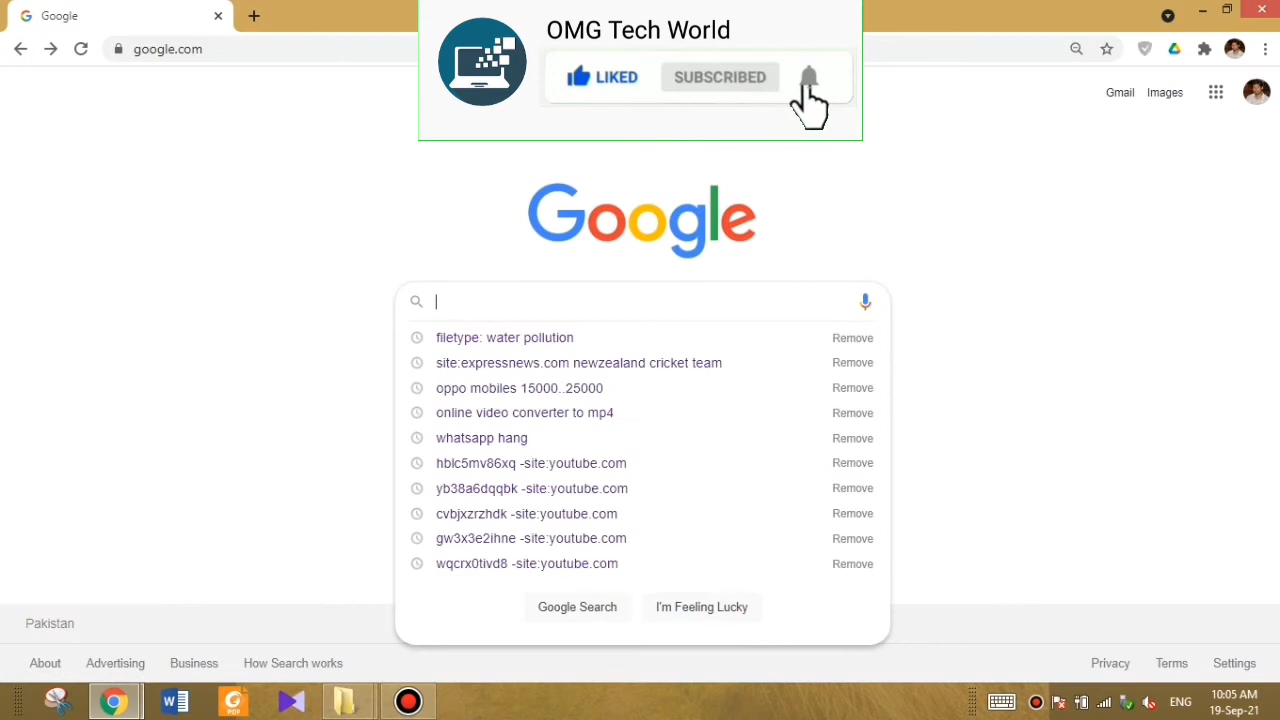 Google
google.com
OMG Tech World
LIKED
SUBSCRIBED
Gmail
Images
Google
filetype: water pollution
Remove
site:expressnews.com newzealand cricket team
Remove
oppo mobiles 15000..25000
Remove
online video converter to mp4
Remove
whatsapp hang
Remove
hblc5mv86xq -site:youtube.com
Remove
yb38a6dqqbk -site:youtube.com
Remove
cvbjxzrzhdk -site:youtube.com
Remove
gw3x3e2ihne -site:youtube.com
Remove
wqcrx0tivd8 -site:youtube.com
Remove
Google Search
I'm Feeling Lucky
Pakistan
About
Advertising
Business
How Search works
Privacy
Terms
Settings
PDF
ENG
10:05 AM
19-Sep-21